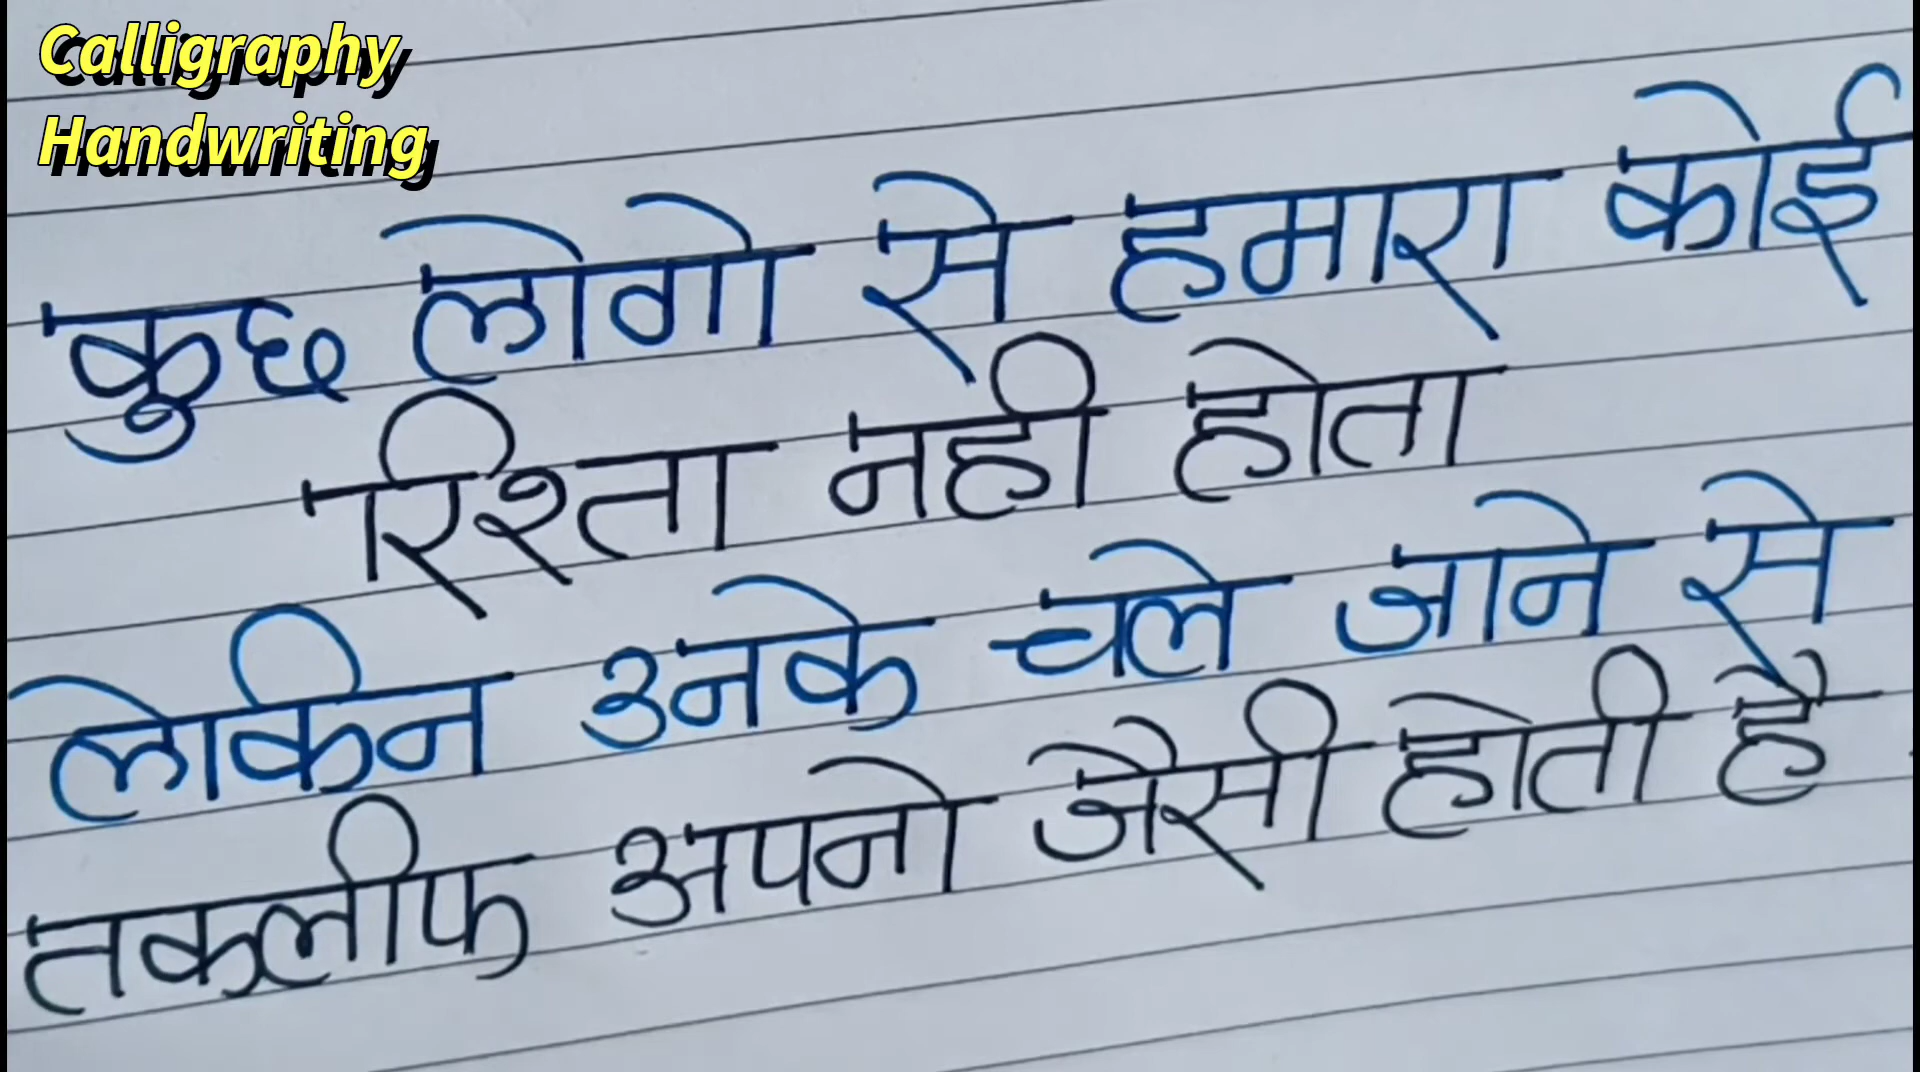 Calligraphy
Handwriting
कुछ लोगो से हमारा कोई
रिश्ता नही होता
लेकिन उनके चले जाने से
तकलीफ अपनो जैसी होती है